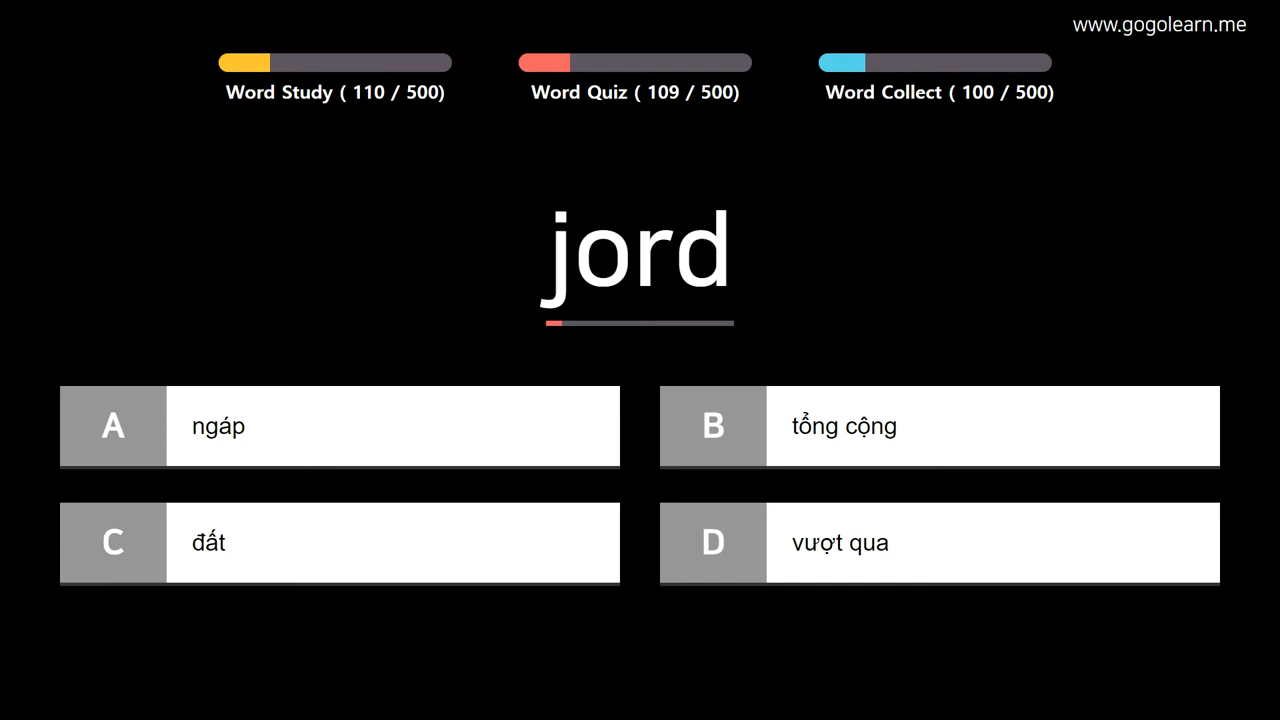 www.gogolearn.me
Word Study ( 110 / 500)
Word Quiz ( 109 / 500)
Word Collect ( 100 / 500)
jord
A ngáp
B tổng cộng
C đất
D vượt qua